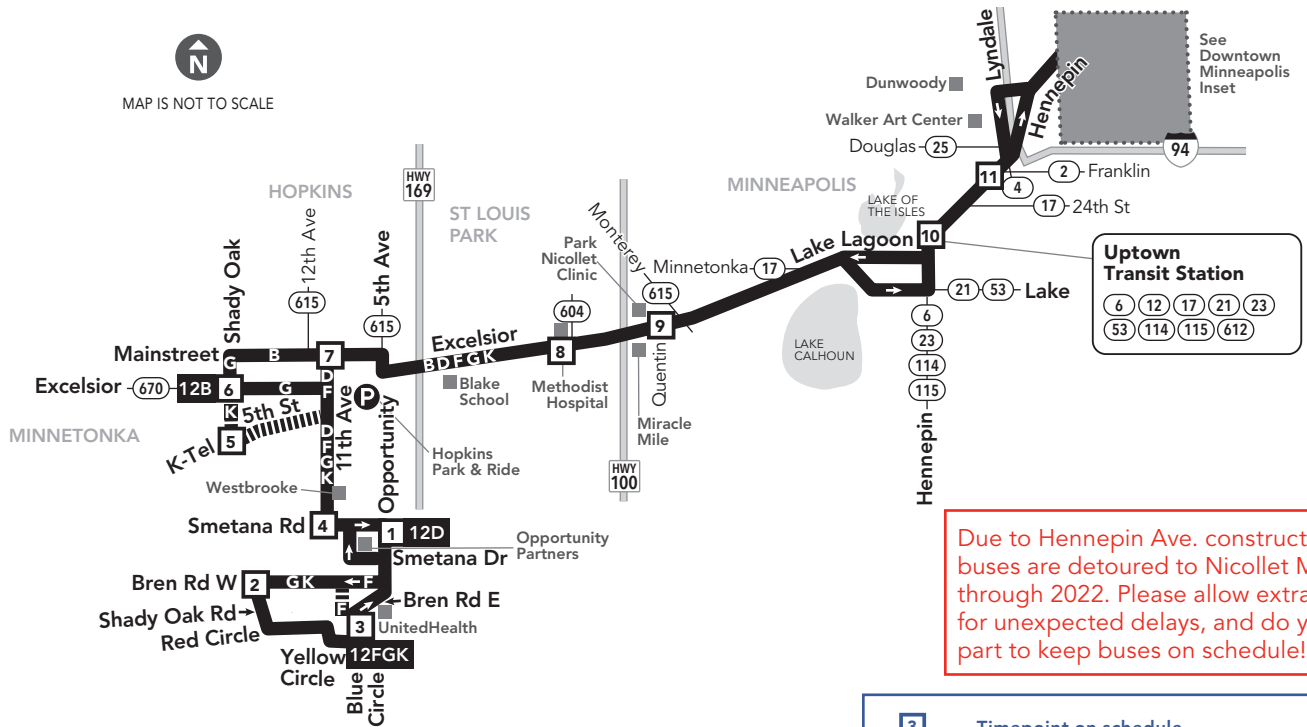 N
MAP IS NOT TO SCALE
Lyndale
Hennepin
See
Downtown
Minneapolis
Inset
Dunwoody
Walker Art Center
Douglas 25
94
11
2 Franklin
4
17 24th St
MINNEAPOLIS
LAKE OF
THE ISLES
HOPKINS
HWY
169
ST LOUIS
PARK
Monterey
Park
Nicollet
Clinic
Minnetonka 17
Lake Lagoon 10
Uptown
Transit Station
6 12 17 21 23
53 114 115 612
21 53 Lake
6
23
114
115
Hennepin
LAKE
CALHOUN
Shady Oak
12th Ave
615
5th Ave
615
604
615
Mainstreet
G
B
7
Excelsior
B D F G K
8
9
Quentin
Excelsior 670 12B 6
G
D
F
P
Blake
School
Methodist
Hospital
Miracle
Mile
HWY
100
MINNETONKA
K
5th St
K-Tel 5
D
F
G
K
11th Ave
Opportunity
Hopkins
Park & Ride
Westbrooke
Smetana Rd 4
1 12D
Opportunity
Partners
Smetana Dr
Bren Rd W 2
GK
F
F
Bren Rd E
Shady Oak Rd
Red Circle
3
UnitedHealth
Yellow
Circle
12FGK
Blue
Circle
Due to Hennepin Ave. construct
buses are detoured to Nicollet M
through 2022. Please allow extra
for unexpected delays, and do y
part to keep buses on schedule!
3 Timepoint on schedule